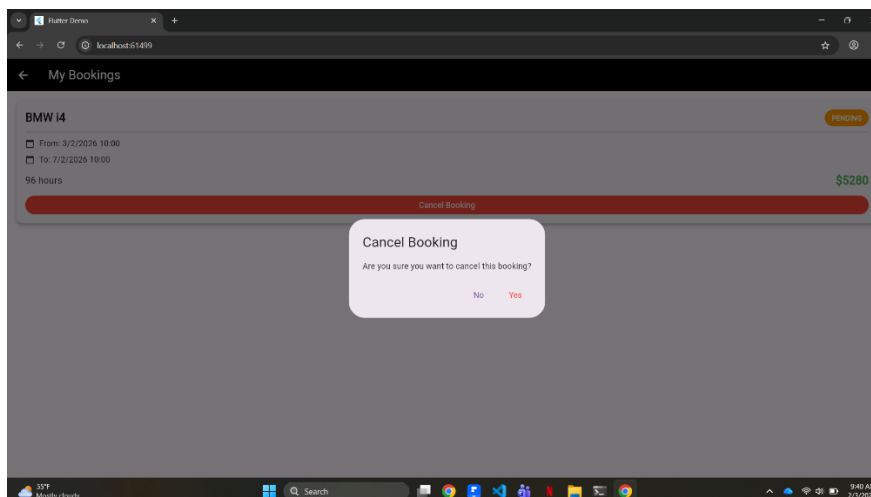 Flutter Demo
localhost:61499
My Bookings
BMW i4
PENDING
From: 3/2/2026 10:00
To: 7/2/2026 10:00
96 hours
$5280
Cancel Booking
Cancel Booking
Are you sure you want to cancel this booking?
No Yes
55°F
Mostly clouds
Search
9:40